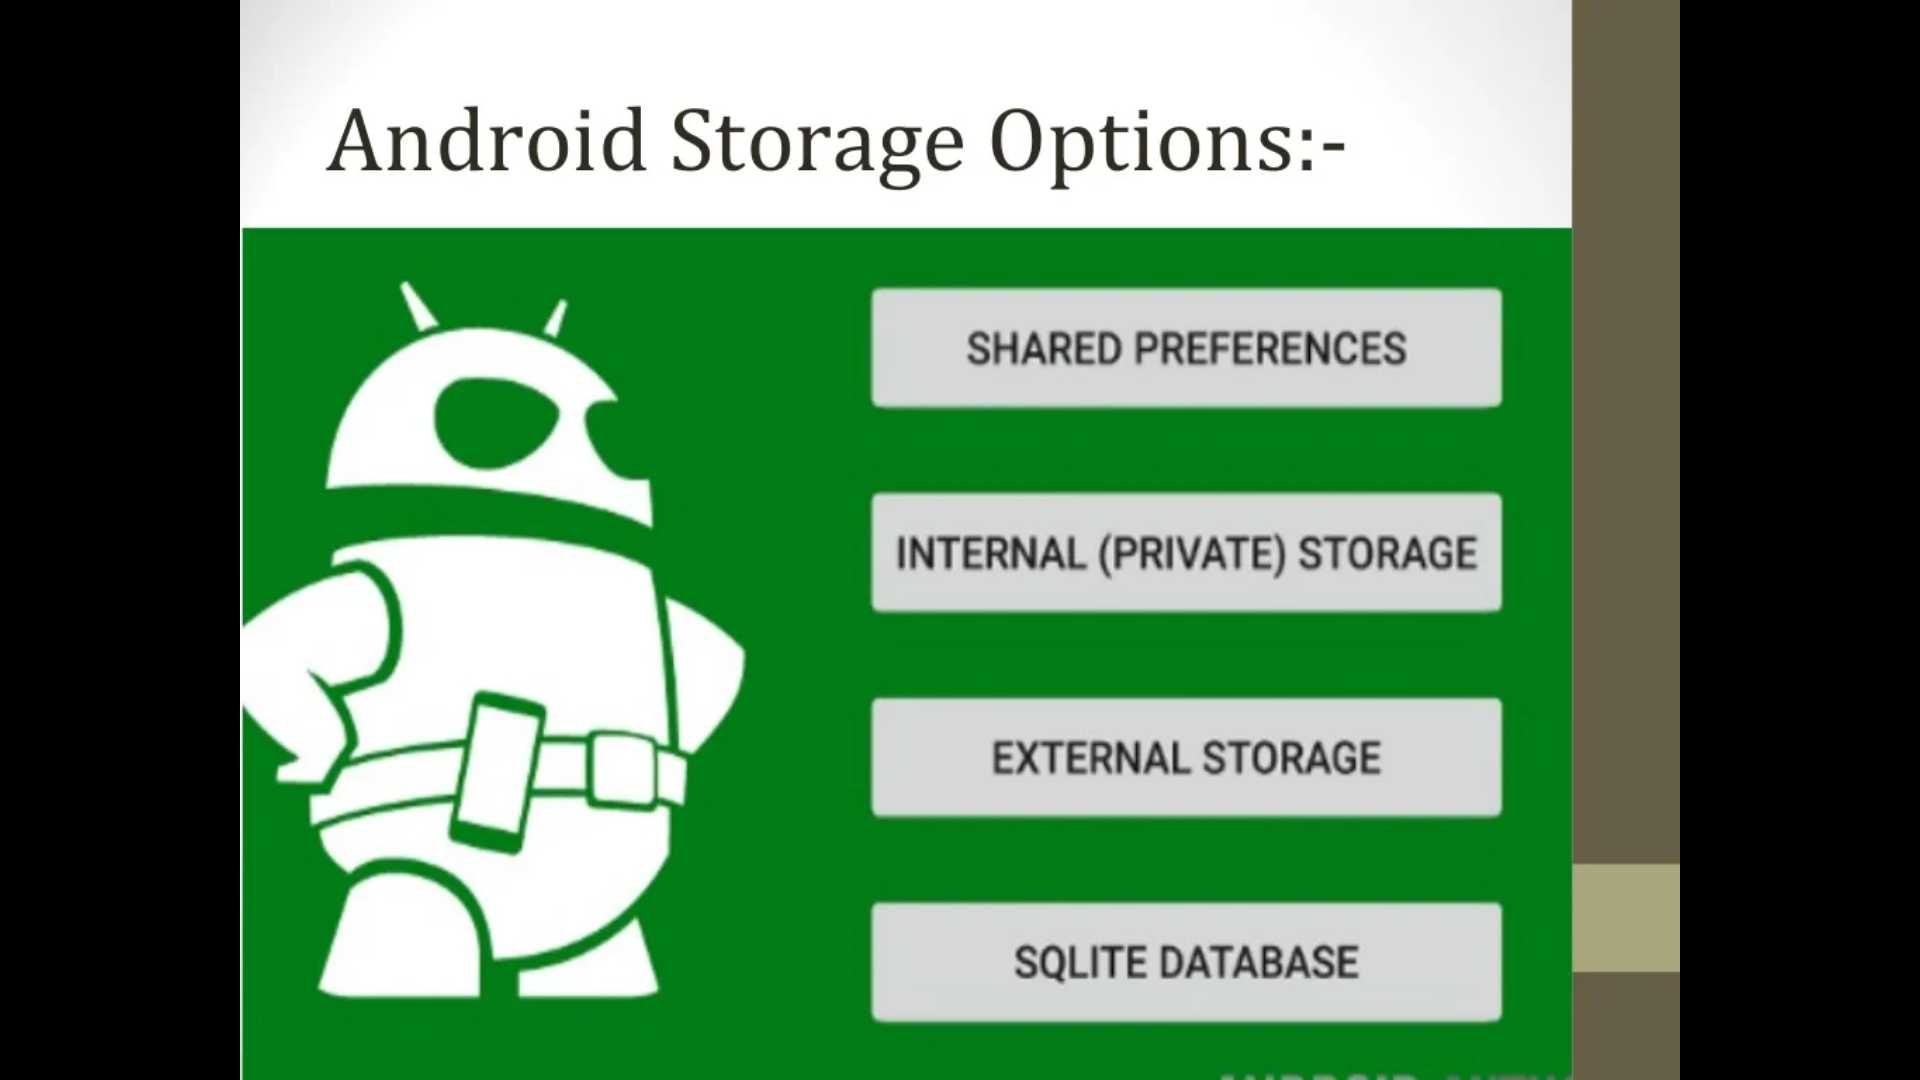 Android Storage Options:-
SHARED PREFERENCES
INTERNAL (PRIVATE) STORAGE
EXTERNAL STORAGE
SQLITE DATABASE